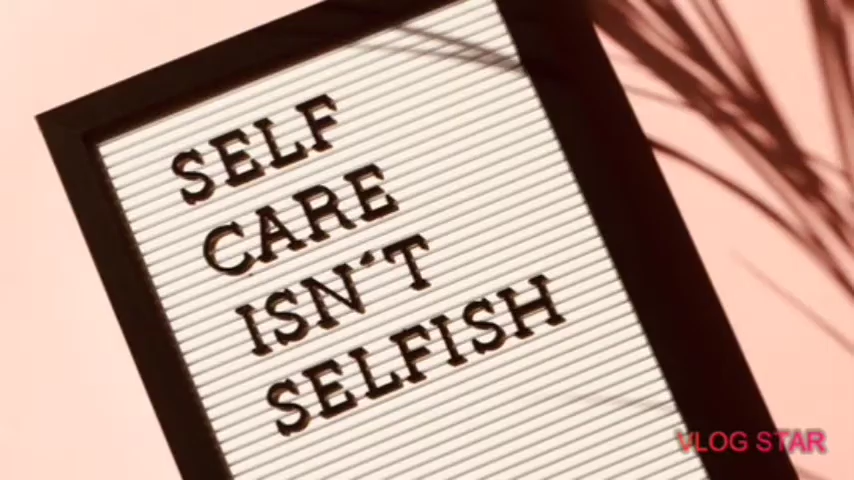 SELF
CARE
ISN´T
SELFISH
VLOG STAR